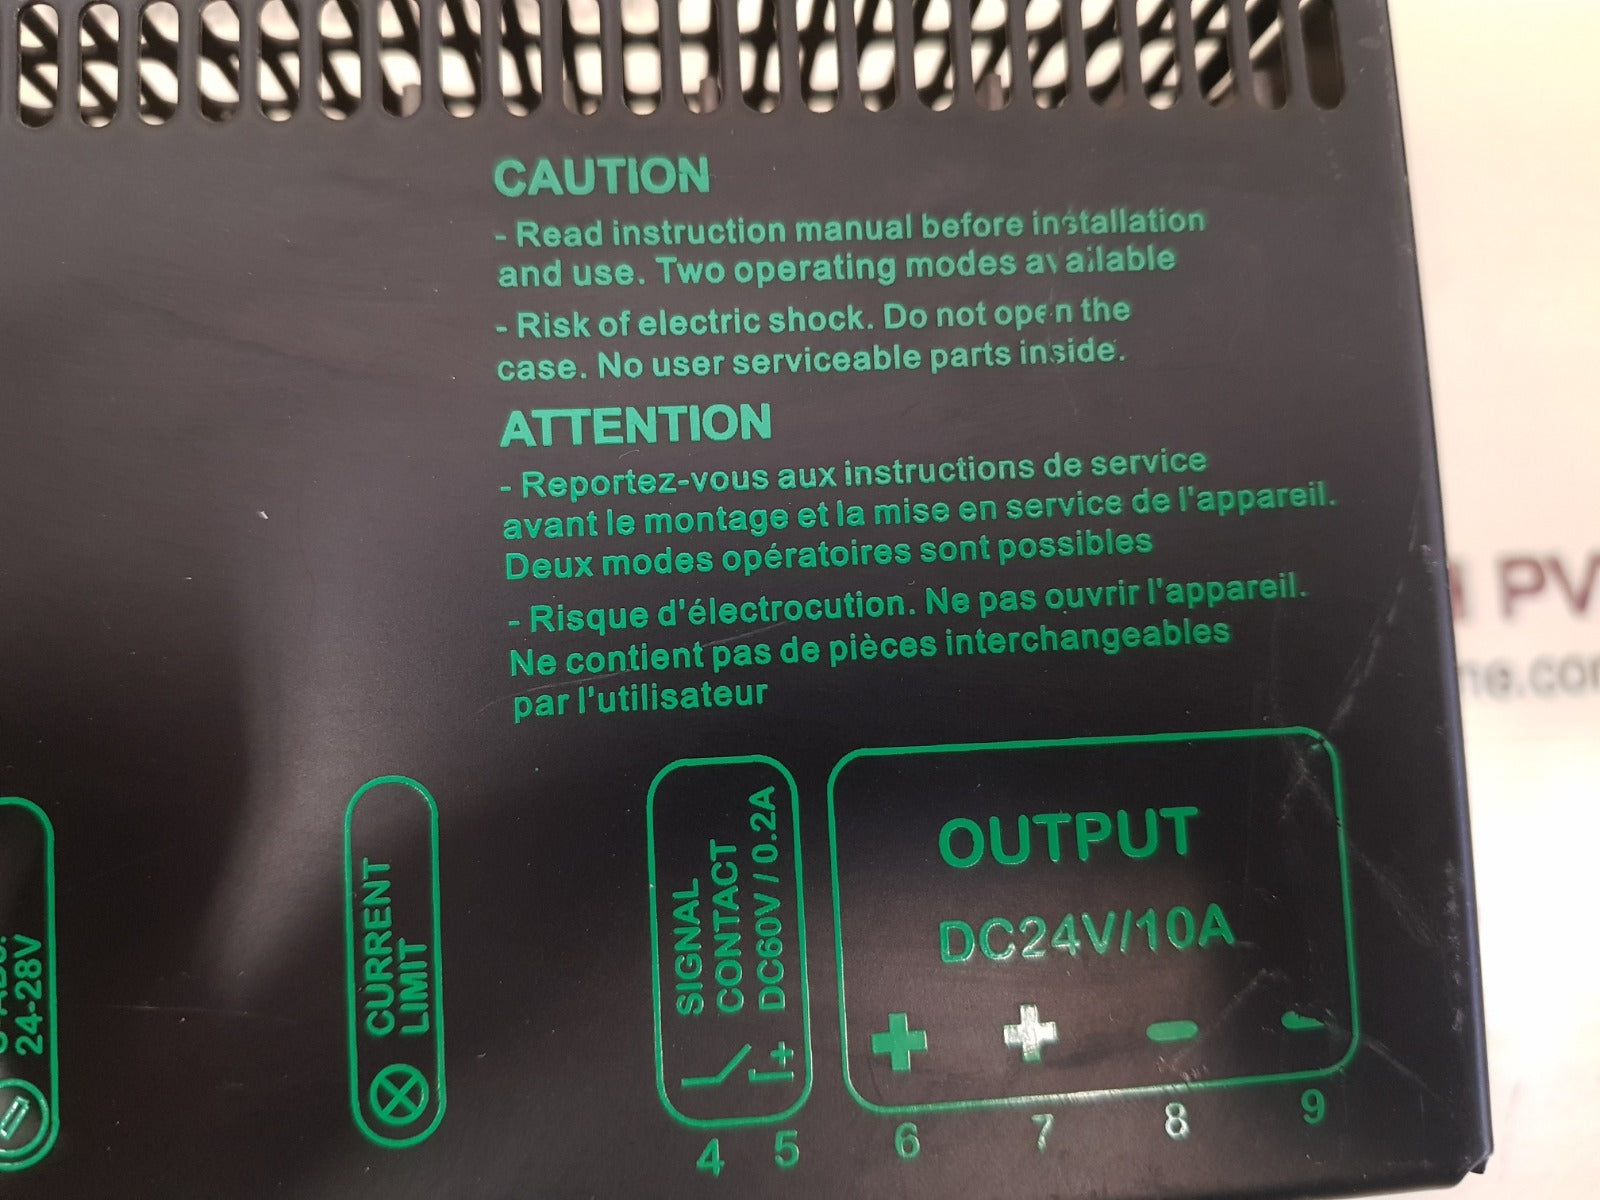 CAUTION
- Read instruction manual before installation
and use. Two operating modes available
- Risk of electric shock. Do not open the
case. No user serviceable parts inside.
ATTENTION
- Reportez-vous aux instructions de service
avant le montage et la mise en service de l'appareil.
Deux modes opératoires sont possibles
- Risque d'électrocution. Ne pas ouvrir l'appareil.
Ne contient pas de pièces interchangeables
par l'utilisateur
24-28V
CURRENT
LIMIT
SIGNAL
CONTACT
DC60V / 0.2A
+
OUTPUT
DC24V/10A
+ + - -
4 5 6 7 8 9
PV